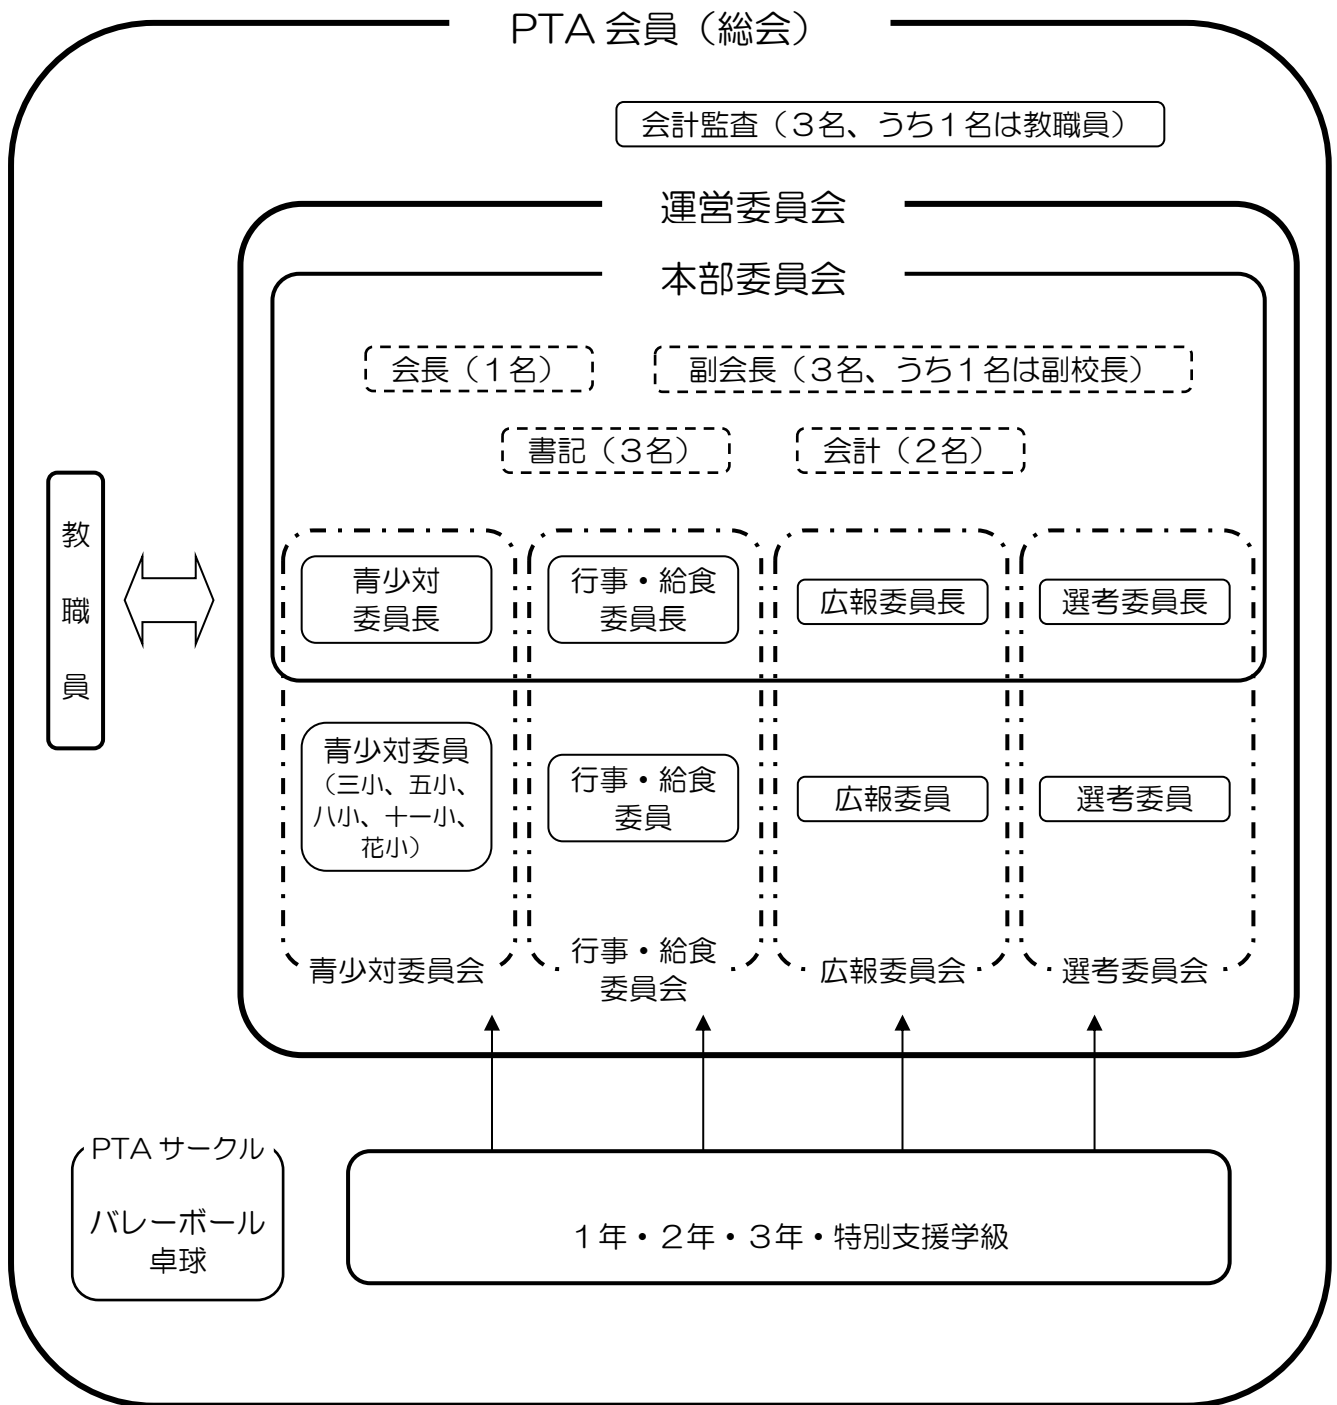 PTA会員（総会）
会計監査（３名、うち１名は教職員）
運営委員会
本部委員会
会長（１名）
副会長（３名、うち１名は副校長）
書記（３名）
会計（２名）
教
職
員
青少対
委員長
行事・給食
委員長
広報委員長
選考委員長
青少対委員
（三小、五小、
八小、十一小、
花小）
行事・給食
委員
広報委員
選考委員
青少対委員会
行事・給食
委員会
広報委員会
選考委員会
PTAサークル
バレーボール
卓球
１年・２年・３年・特別支援学級